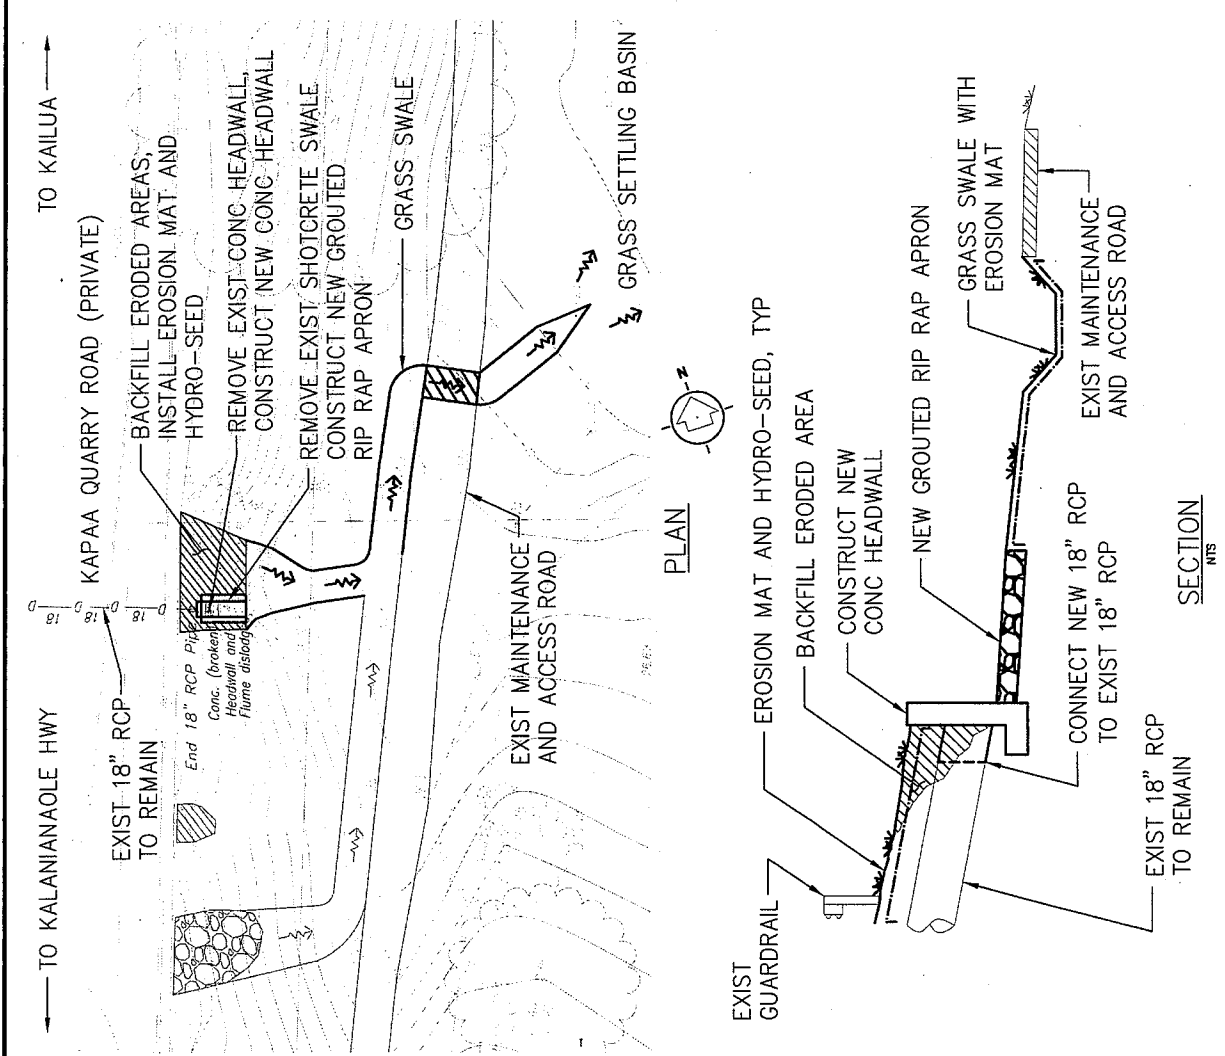 TO KALANIANAOLE HWY
TO KAILUA
KAPAA QUARRY ROAD (PRIVATE)
EXIST 18" RCP
TO REMAIN
18
D
18
D
18
D
18
D
BACKFILL ERODED AREAS,
INSTALL EROSION MAT AND
HYDRO-SEED
REMOVE EXIST CONC HEADWALL,
CONSTRUCT NEW CONC HEADWALL
REMOVE EXIST SHOTCRETE SWALE
CONSTRUCT NEW GROUTED
RIP RAP APRON
End 18" RCP Pip
Conc. (broken
Headwall and
Flume dislodg
GRASS SWALE
EXIST MAINTENANCE
AND ACCESS ROAD
GRASS SETTLING BASIN
PLAN
N
EXIST
GUARDRAIL
EROSION MAT AND HYDRO-SEED, TYP
BACKFILL ERODED AREA
CONSTRUCT NEW
CONC HEADWALL
NEW GROUTED RIP RAP APRON
GRASS SWALE WITH
EROSION MAT
EXIST MAINTENANCE
AND ACCESS ROAD
CONNECT NEW 18" RCP
TO EXIST 18" RCP
EXIST 18" RCP
TO REMAIN
SECTION
NTS